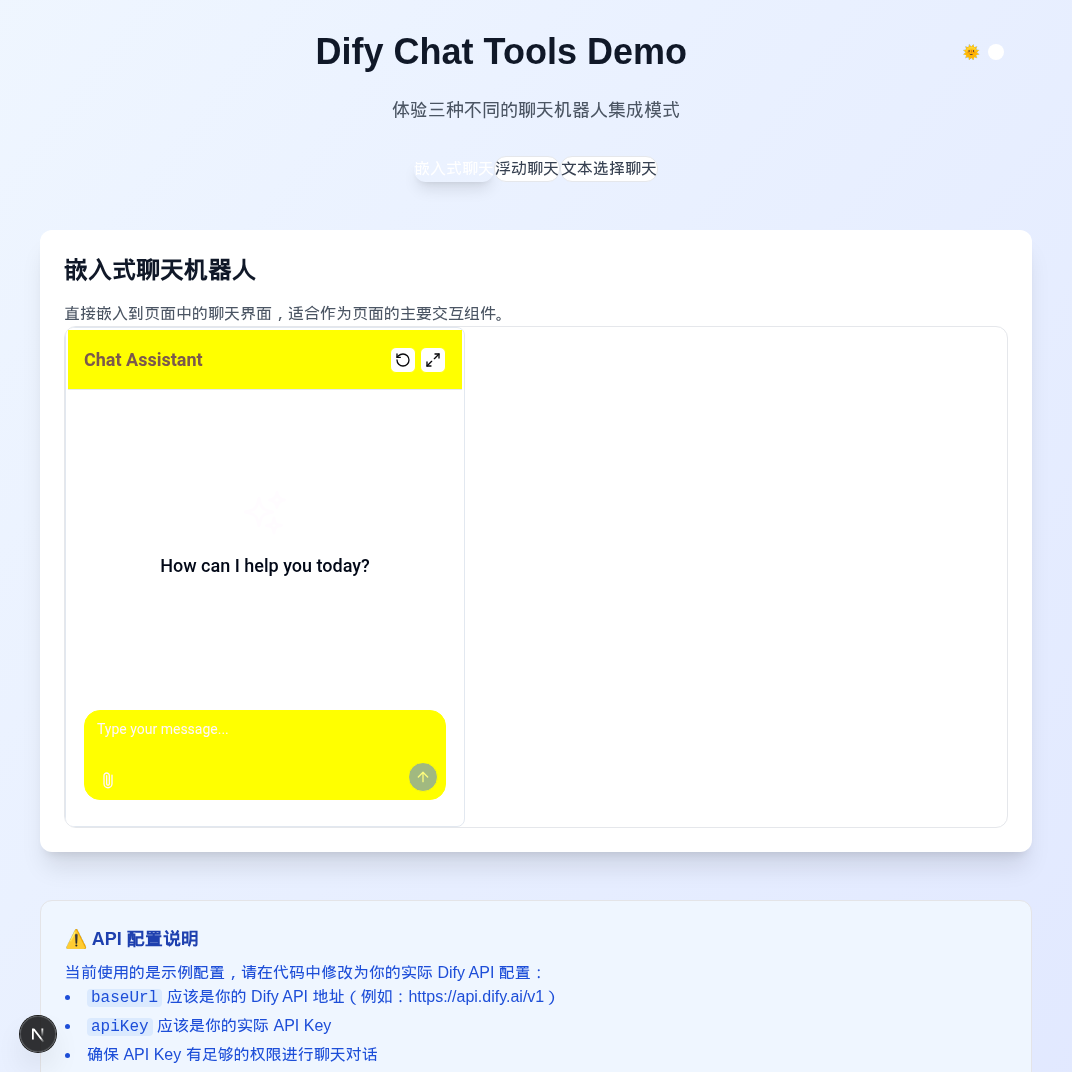 Dify Chat Tools Demo
体验三种不同的聊天机器人集成模式
嵌入式聊天 浮动聊天 文本选择聊天
嵌入式聊天机器人
直接嵌入到页面中的聊天界面，适合作为页面的主要交互组件。
Chat Assistant
How can I help you today?
Type your message...
⚠️ API 配置说明
当前使用的是示例配置，请在代码中修改为你的实际 Dify API 配置：
• baseUrl 应该是你的 Dify API 地址（例如：https://api.dify.ai/v1）
• apiKey 应该是你的实际 API Key
• 确保 API Key 有足够的权限进行聊天对话
N